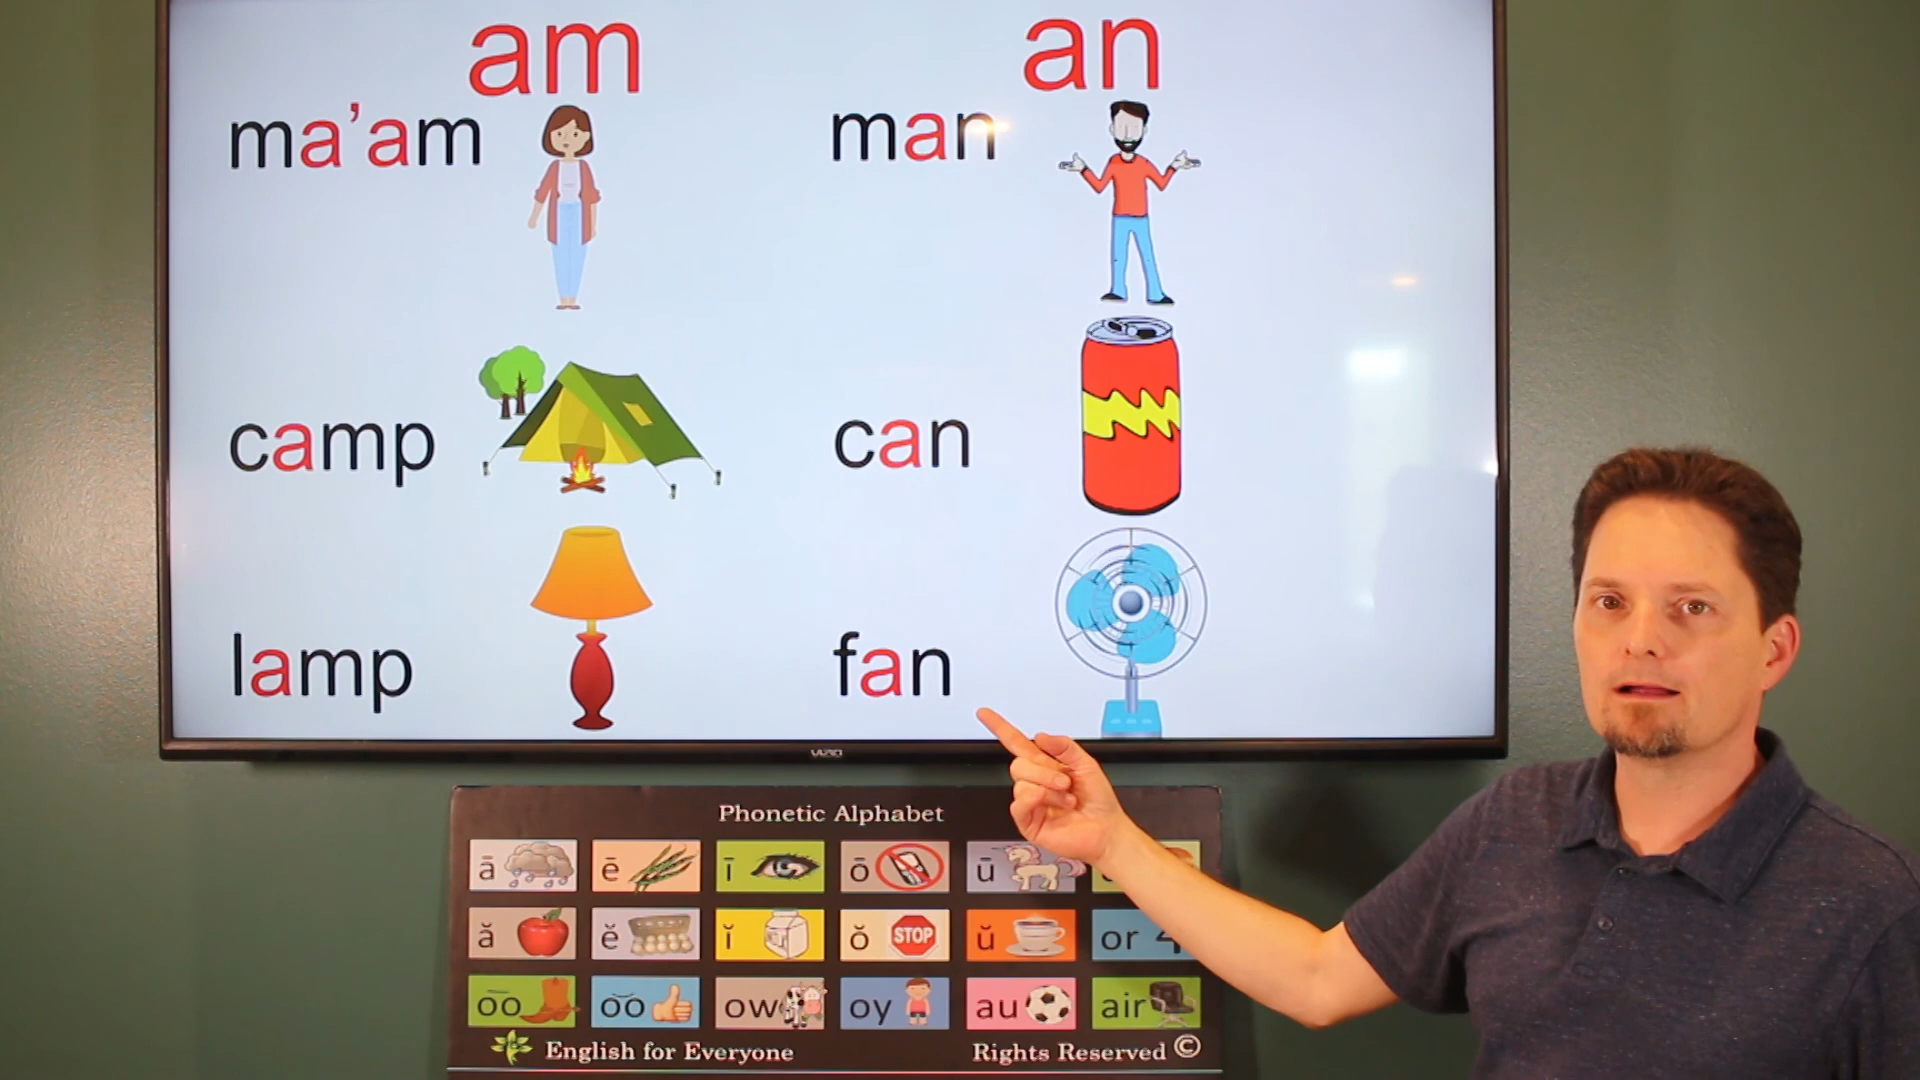 am an
ma’am man
camp can
lamp fan
VIZIO
Phonetic Alphabet
ā ē ī ō ū
ă ĕ ĭ ŏ STOP ŭ or 4
o͞o o͝o ow oy au air
English for Everyone Rights Reserved ©